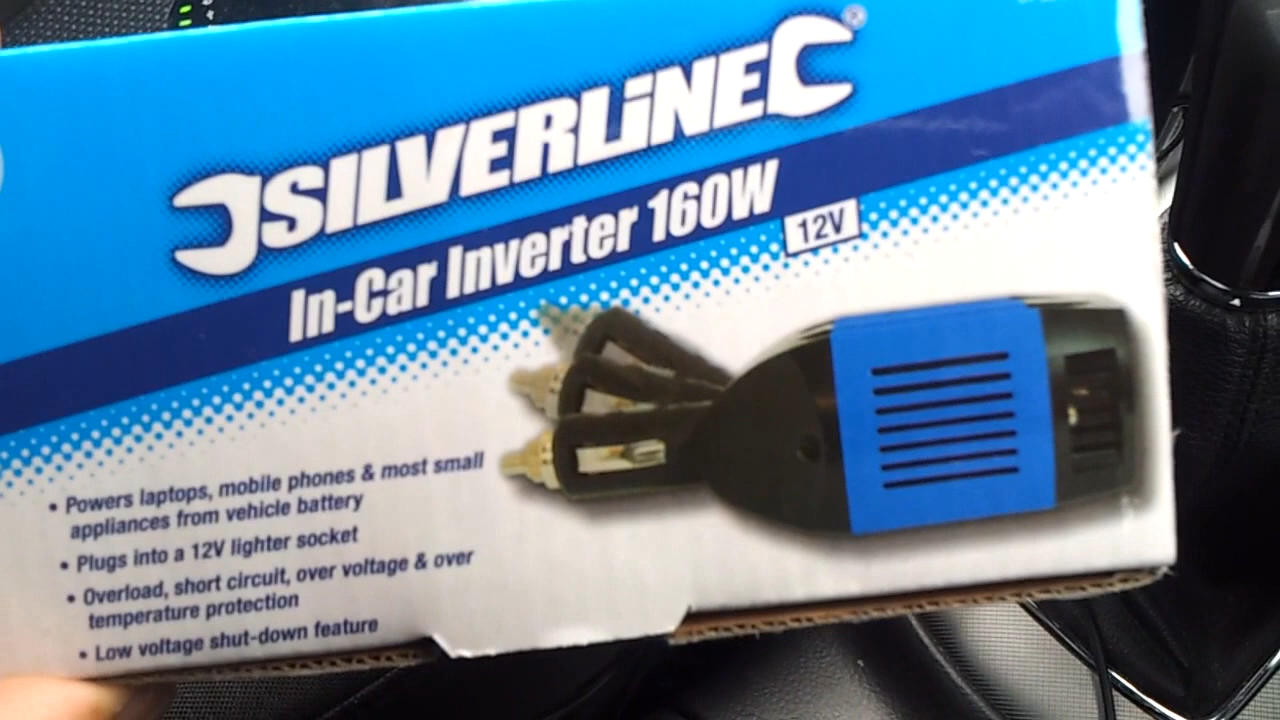 SILVERLINE®
In-Car Inverter 160W
12V
• Powers laptops, mobile phones & most small
appliances from vehicle battery
• Plugs into a 12V lighter socket
• Overload, short circuit, over voltage & over
temperature protection
• Low voltage shut-down feature